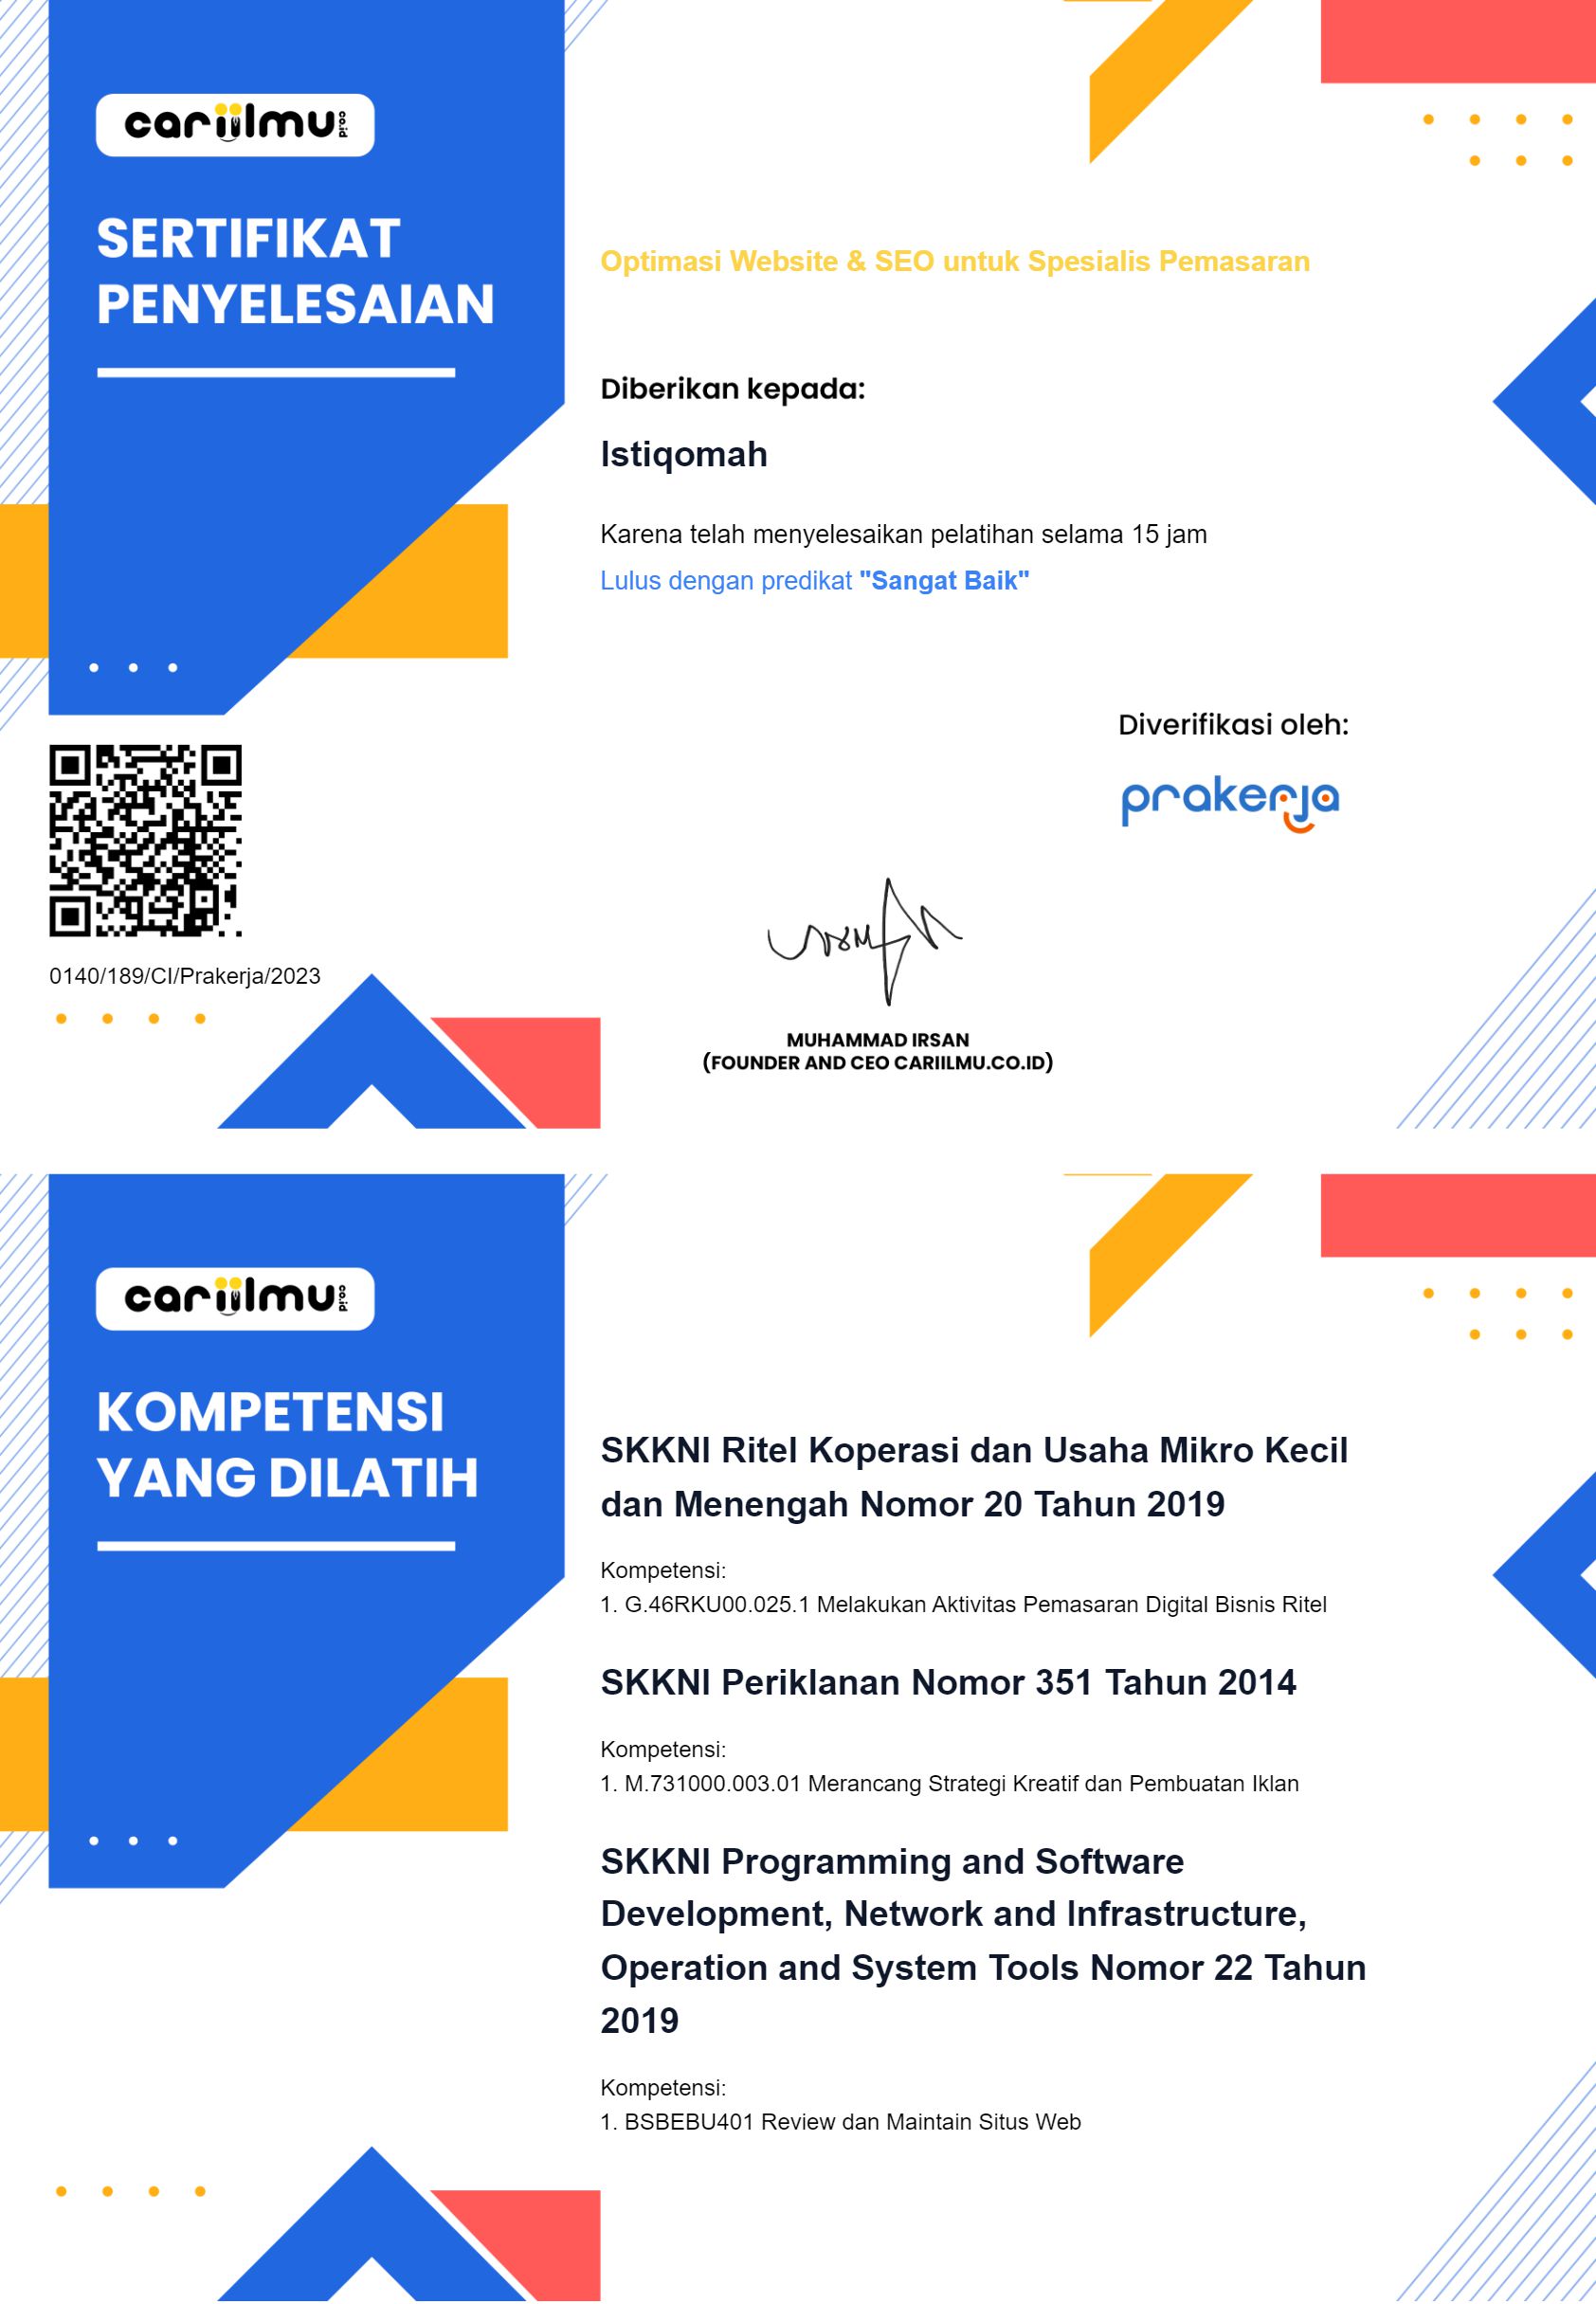 cariilmu.co.id
SERTIFIKAT
PENYELESAIAN
Optimasi Website & SEO untuk Spesialis Pemasaran
Diberikan kepada:
Istiqomah
Karena telah menyelesaikan pelatihan selama 15 jam
Lulus dengan predikat "Sangat Baik"
Diverifikasi oleh:
prakerja
0140/189/CI/Prakerja/2023
MUHAMMAD IRSAN
(FOUNDER AND CEO CARIILMU.CO.ID)
cariilmu.co.id
KOMPETENSI
YANG DILATIH
SKKNI Ritel Koperasi dan Usaha Mikro Kecil
dan Menengah Nomor 20 Tahun 2019
Kompetensi:
1. G.46RKU00.025.1 Melakukan Aktivitas Pemasaran Digital Bisnis Ritel
SKKNI Periklanan Nomor 351 Tahun 2014
Kompetensi:
1. M.731000.003.01 Merancang Strategi Kreatif dan Pembuatan Iklan
SKKNI Programming and Software
Development, Network and Infrastructure,
Operation and System Tools Nomor 22 Tahun
2019
Kompetensi:
1. BSBEBU401 Review dan Maintain Situs Web